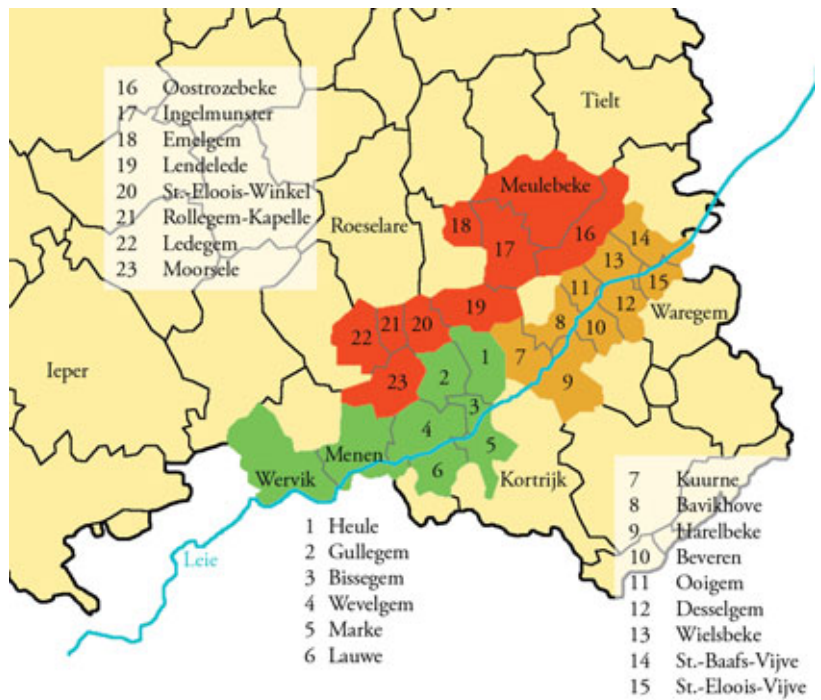 16 Oostrozebeke
17 Ingelmunster
18 Emelgem
19 Lendelede
20 St.-Eloois-Winkel
21 Rollegem-Kapelle
22 Ledegem
23 Moorsele
Tielt
Meulebeke
Roeselare
18
17
16
14
13
15
11
12
Waregem
19
8
10
22
21
20
1
7
Ieper
2
9
23
3
4
5
Menen
6
Wervik
Kortrijk
Leie
1 Heule
2 Gullegem
3 Bissegem
4 Wevelgem
5 Marke
6 Lauwe
7 Kuurne
8 Bavikhove
9 Harelbeke
10 Beveren
11 Ooigem
12 Desselgem
13 Wielsbeke
14 St.-Baafs-Vijve
15 St.-Eloois-Vijve